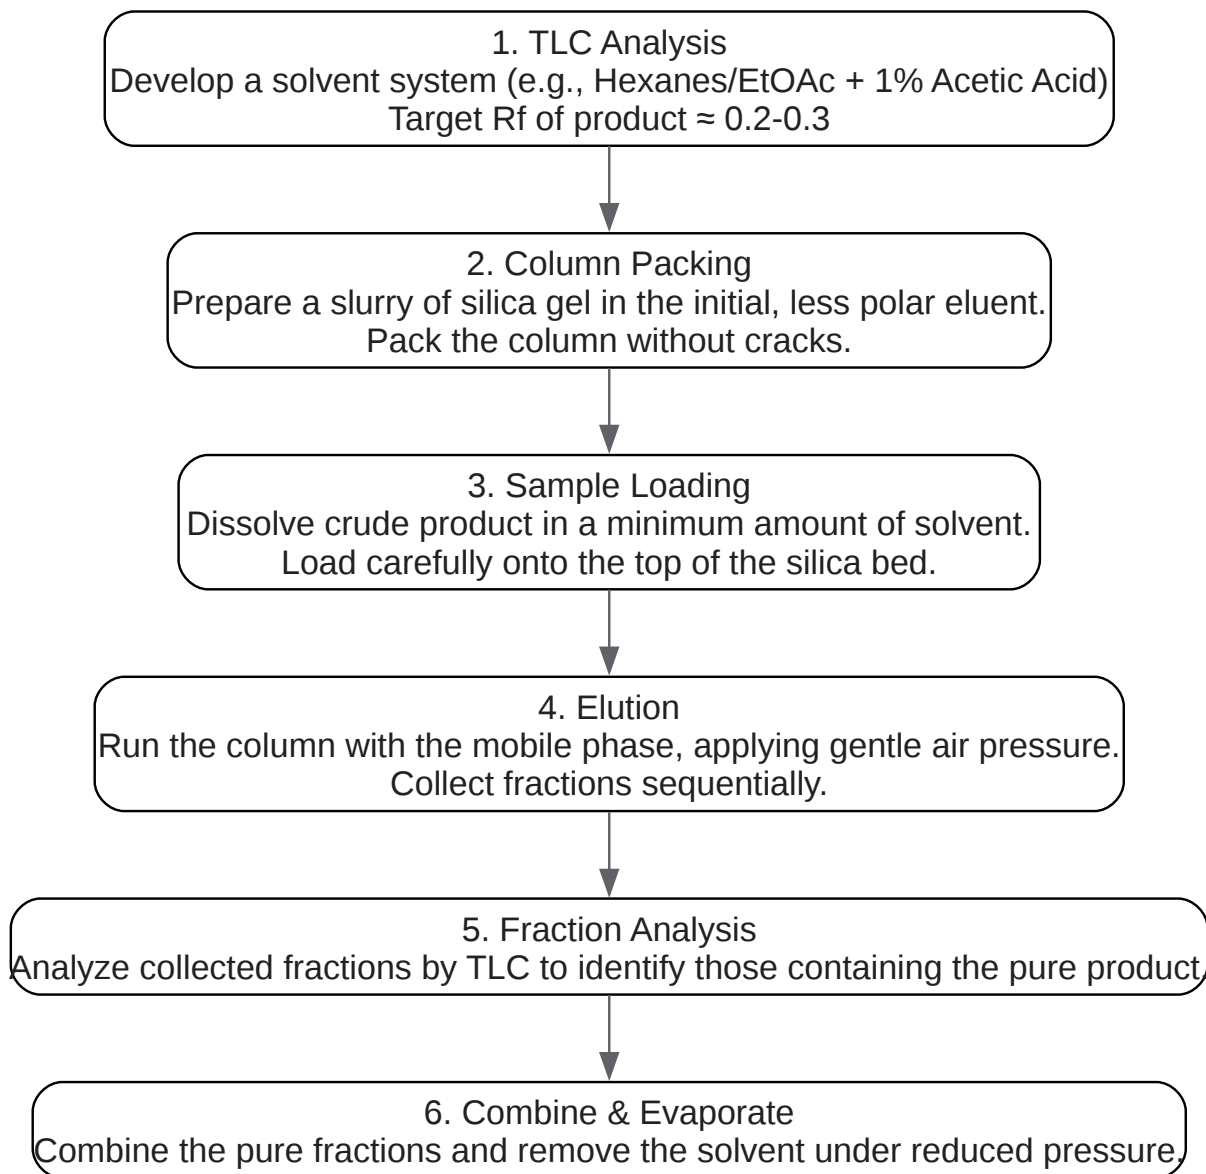 1. TLC Analysis
Develop a solvent system (e.g., Hexanes/EtOAc + 1% Acetic Acid)
Target Rf of product ≈ 0.2-0.3
2. Column Packing
Prepare a slurry of silica gel in the initial, less polar eluent.
Pack the column without cracks.
3. Sample Loading
Dissolve crude product in a minimum amount of solvent.
Load carefully onto the top of the silica bed.
4. Elution
Run the column with the mobile phase, applying gentle air pressure.
Collect fractions sequentially.
5. Fraction Analysis
Analyze collected fractions by TLC to identify those containing the pure product.
6. Combine & Evaporate
Combine the pure fractions and remove the solvent under reduced pressure.